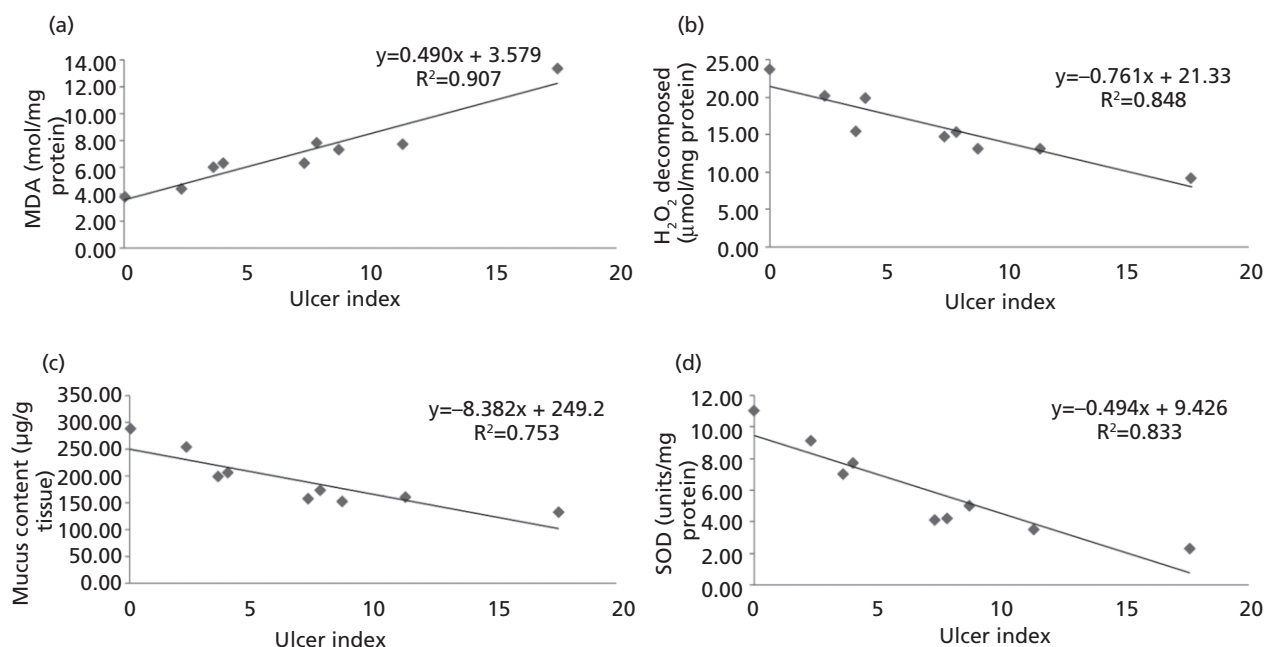 (a)
y=0.490x + 3.579
R²=0.907
MDA (mol/mg
protein)
14.00
12.00
10.00
8.00
6.00
4.00
2.00
0.00
0 5 10 15 20
Ulcer index
(b)
y=–0.761x + 21.33
R²=0.848
H₂O₂ decomposed
(μmol/mg protein)
25.00
20.00
15.00
10.00
5.00
0.00
0 5 10 15 20
Ulcer index
(c)
y=–8.382x + 249.2
R²=0.753
Mucus content (μg/g
tissue)
350.00
300.00
250.00
200.00
150.00
100.00
50.00
0.00
0 5 10 15 20
Ulcer index
(d)
y=–0.494x + 9.426
R²=0.833
SOD (units/mg
protein)
12.00
10.00
8.00
6.00
4.00
2.00
0.00
0 5 10 15 20
Ulcer index